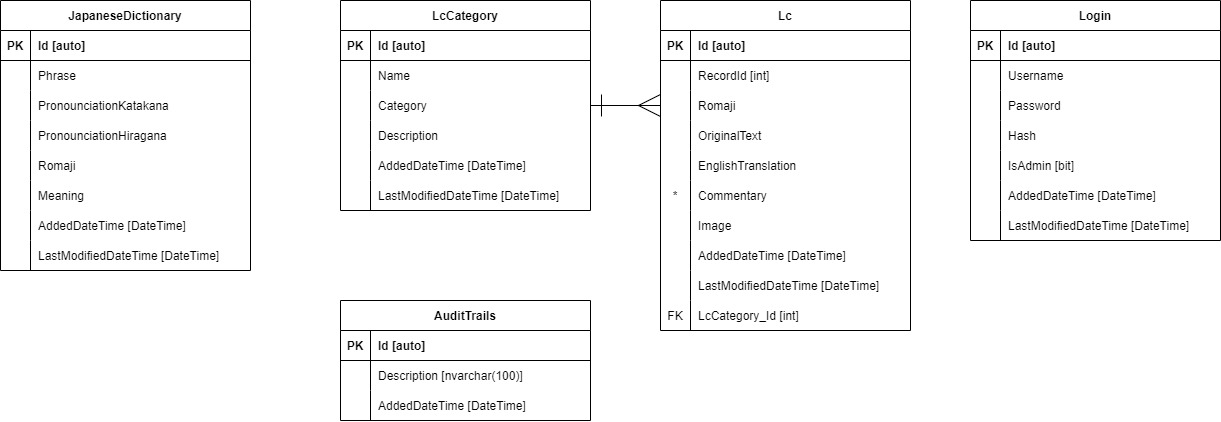 JapaneseDictionary
PK Id [auto]
Phrase
PronounciationKatakana
PronounciationHiragana
Romaji
Meaning
AddedDateTime [DateTime]
LastModifiedDateTime [DateTime]
LcCategory
PK Id [auto]
Name
Category
Description
AddedDateTime [DateTime]
LastModifiedDateTime [DateTime]
Lc
PK Id [auto]
RecordId [int]
Romaji
OriginalText
EnglishTranslation
* Commentary
Image
AddedDateTime [DateTime]
LastModifiedDateTime [DateTime]
FK LcCategory_Id [int]
Login
PK Id [auto]
Username
Password
Hash
IsAdmin [bit]
AddedDateTime [DateTime]
LastModifiedDateTime [DateTime]
AuditTrails
PK Id [auto]
Description [nvarchar(100)]
AddedDateTime [DateTime]